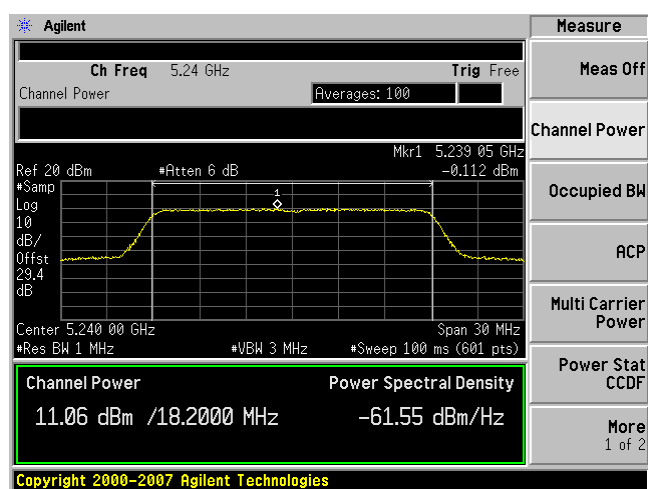 Agilent
Measure
Ch Freq 5.24 GHz Trig Free
Channel Power Averages: 100
Mkr1 5.239 05 GHz
Ref 20 dBm #Atten 6 dB -0.112 dBm
#Samp
Log
10
dB/
Offst
29.4
dB
1
Center 5.240 00 GHz Span 30 MHz
#Res BW 1 MHz #VBW 3 MHz #Sweep 100 ms (601 pts)
Channel Power Power Spectral Density
11.06 dBm /18.2000 MHz -61.55 dBm/Hz
Meas Off
Channel Power
Occupied BW
ACP
Multi Carrier
Power
Power Stat
CCDF
More
1 of 2
Copyright 2000-2007 Agilent Technologies